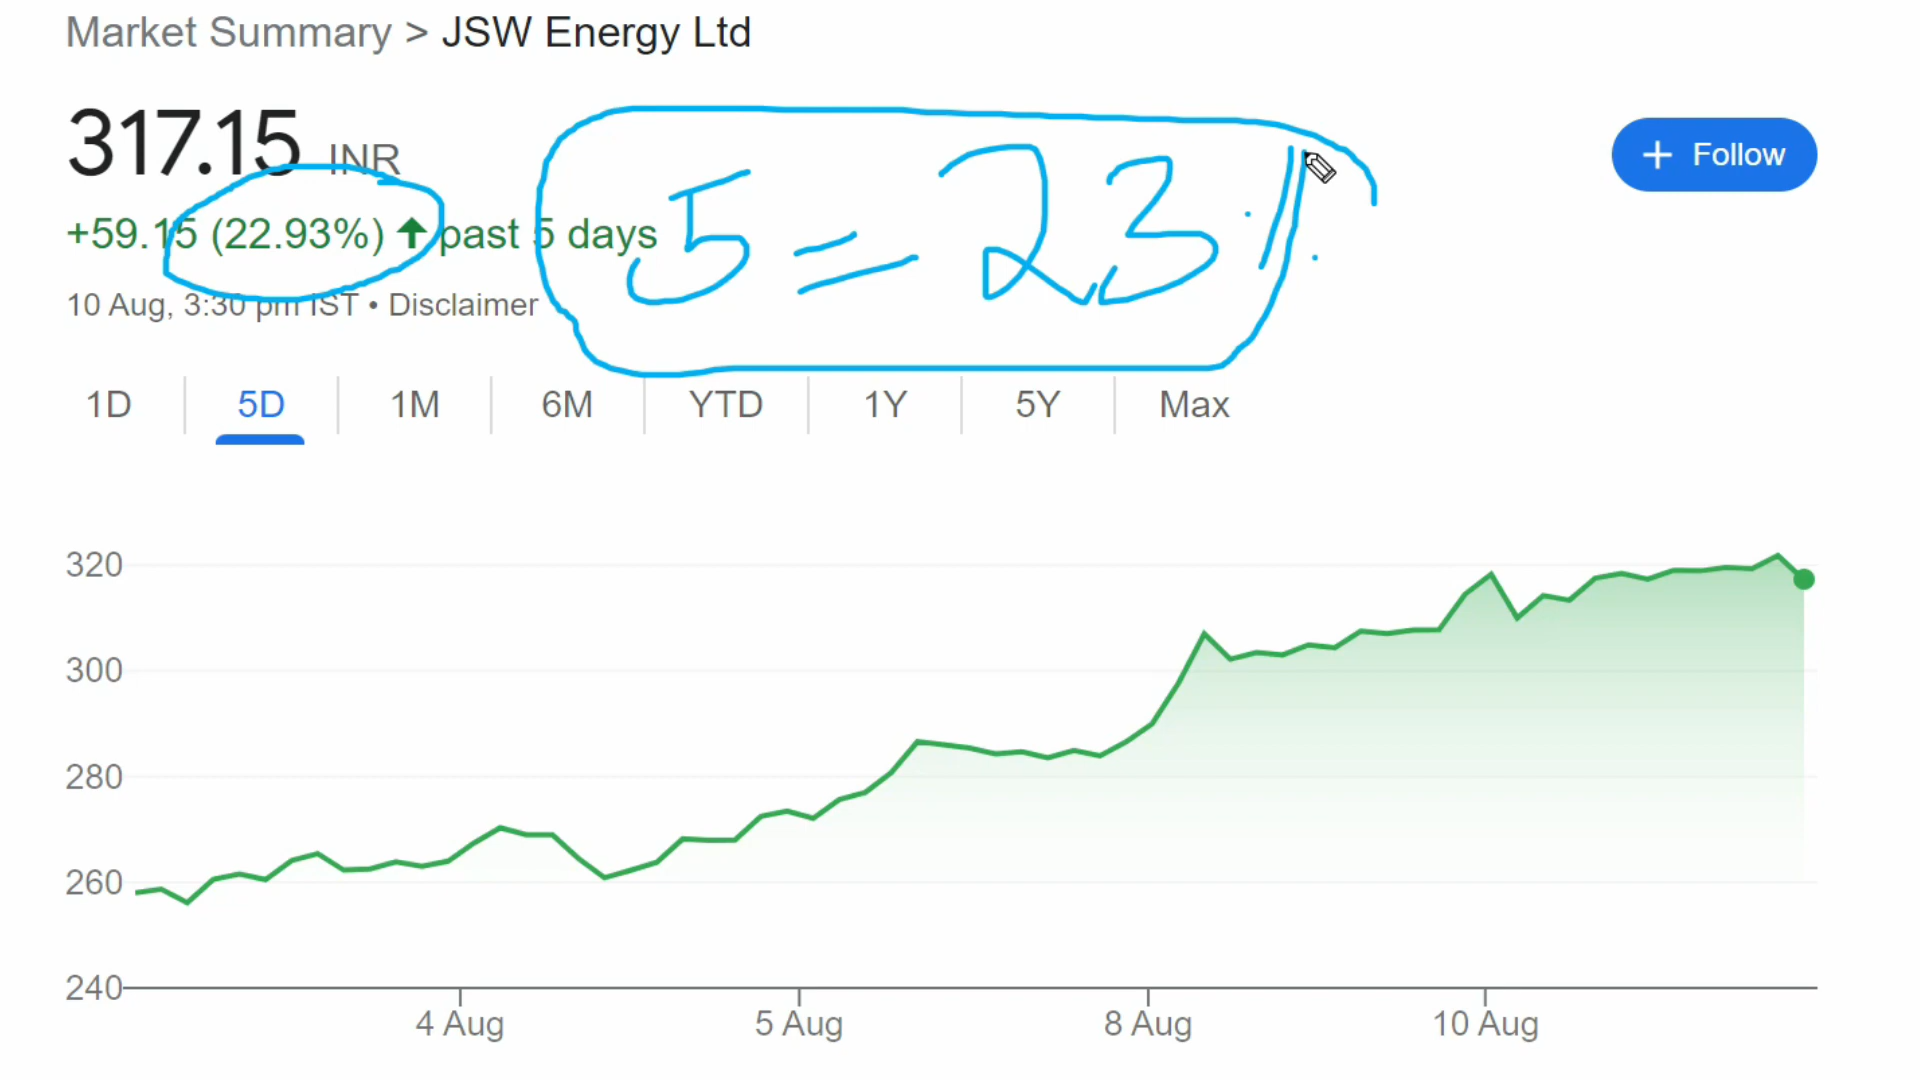 Market Summary > JSW Energy Ltd
317.15 INR
+ Follow
+59.15 (22.93%) ↑ past 5 days
5 = 23%
10 Aug, 3:30 pm IST • Disclaimer
1D 5D 1M 6M YTD 1Y 5Y Max
320
300
280
260
240
4 Aug 5 Aug 8 Aug 10 Aug